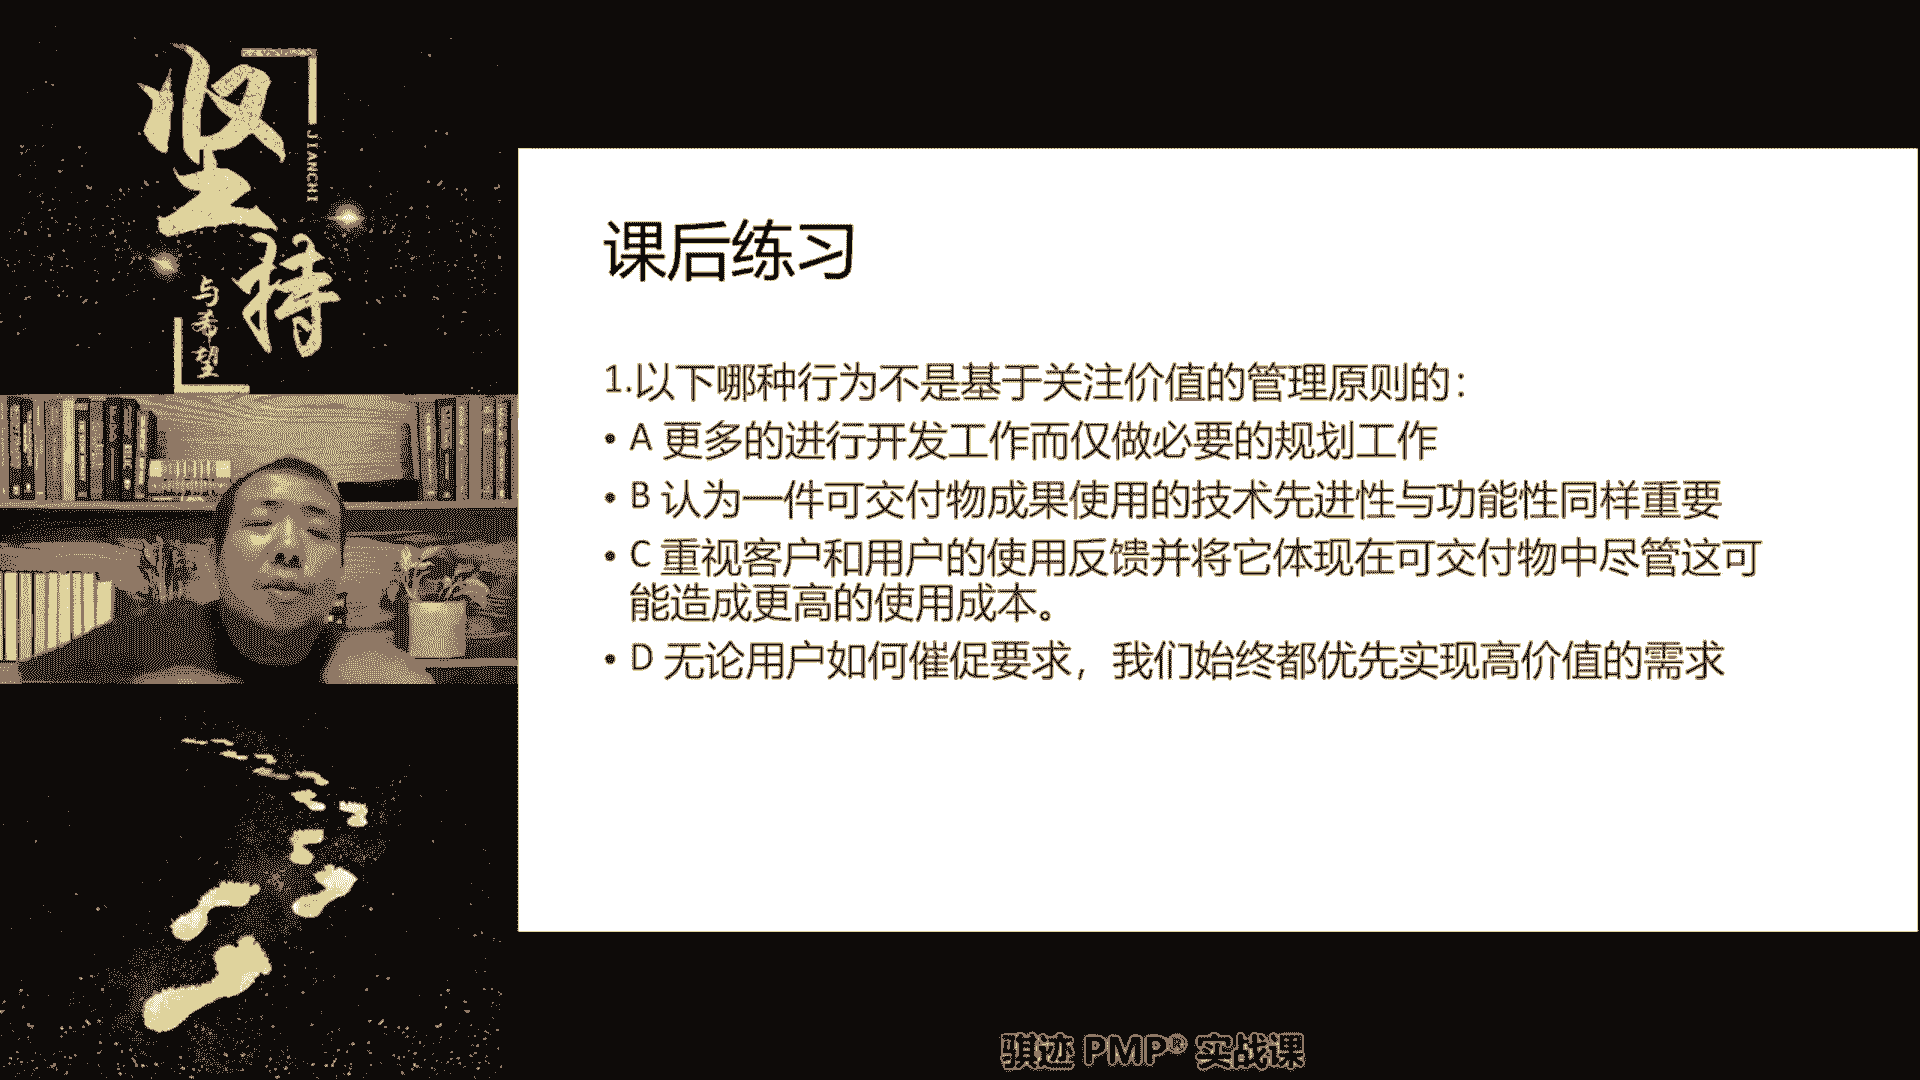 坚持
JIANCHI
与希望
课后练习
1.以下哪种行为不是基于关注价值的管理原则的：
• A 更多的进行开发工作而仅做必要的规划工作
• B 认为一件可交付物成果使用的技术先进性与功能性同样重要
• C 重视客户和用户的使用反馈并将它体现在可交付物中尽管这可
能造成更高的使用成本。
• D 无论用户如何催促要求，我们始终都优先实现高价值的需求
骐迹 PMP® 实战课